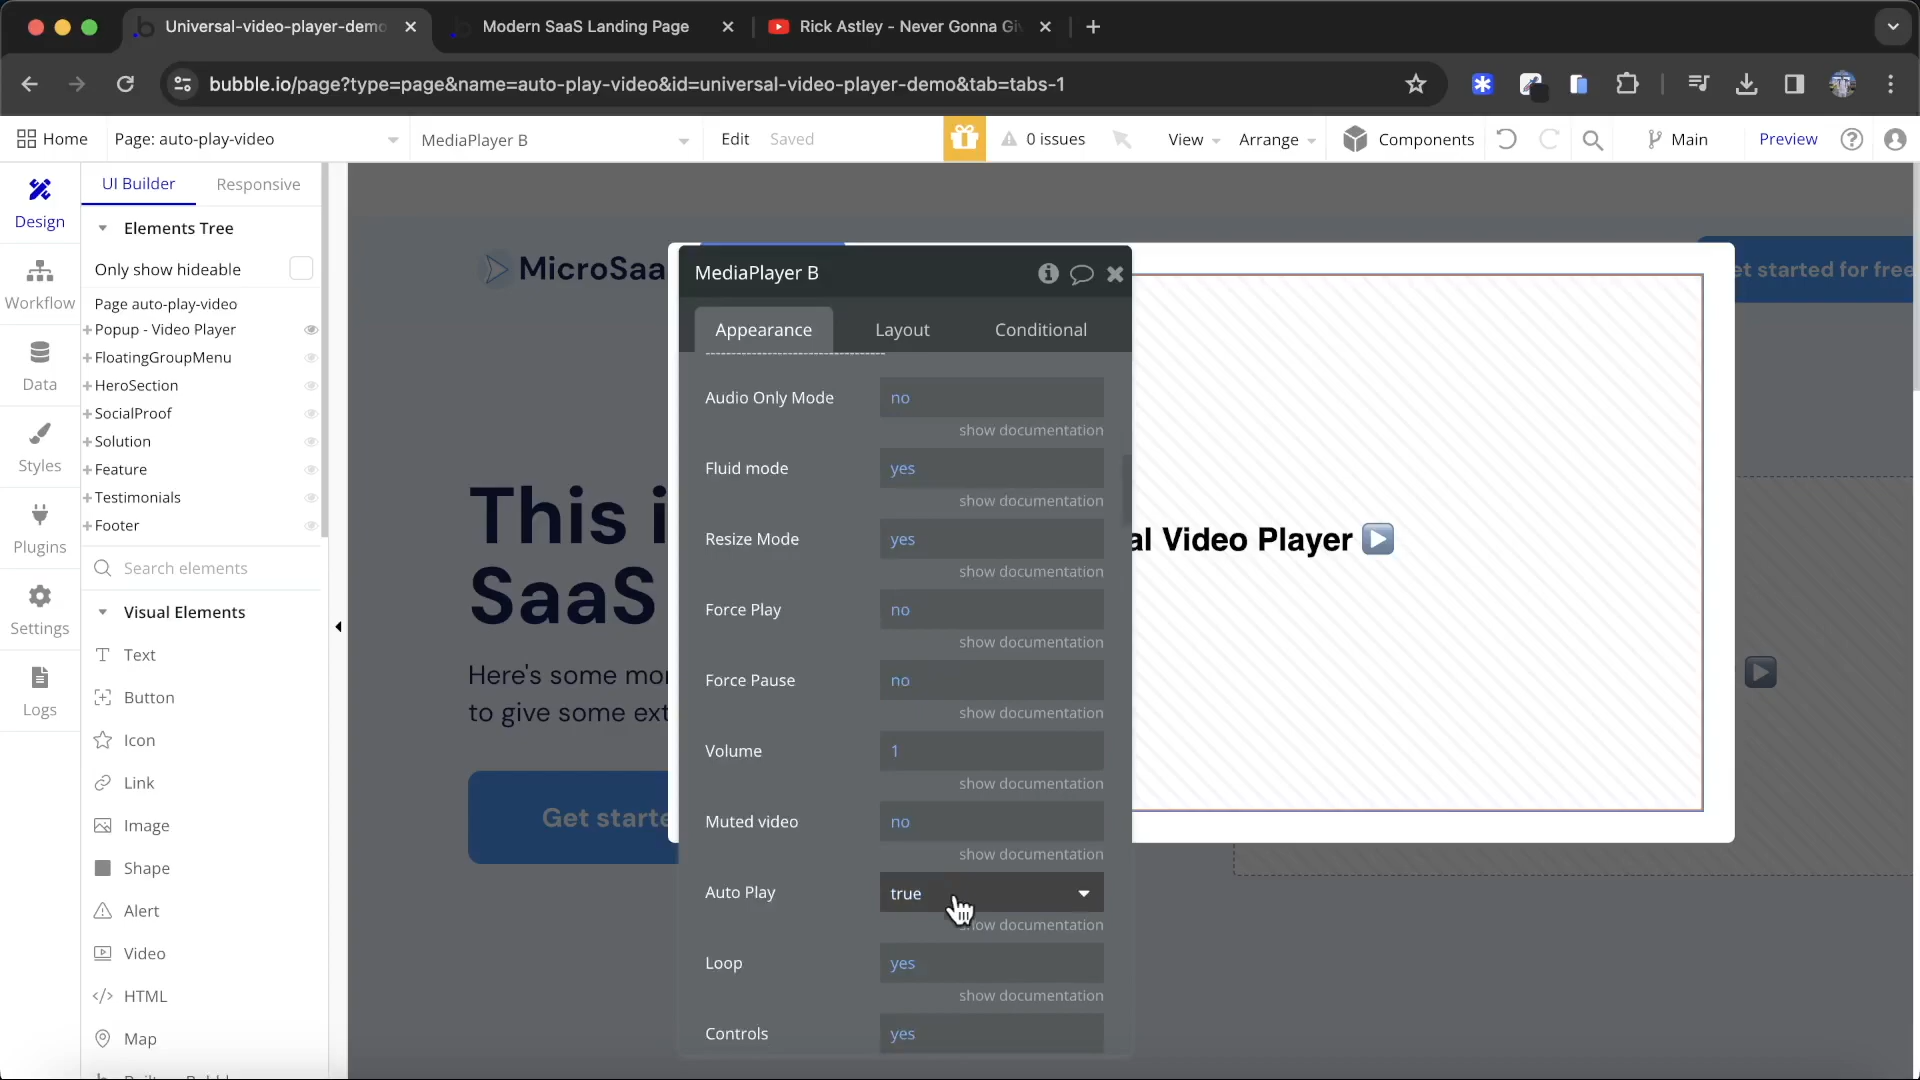 Universal-video-player-demo
Modern SaaS Landing Page
Rick Astley - Never Gonna Gi
bubble.io/page?type=page&name=auto-play-video&id=universal-video-player-demo&tab=tabs-1
Home
Page: auto-play-video
MediaPlayer B
Edit
Saved
0 issues
View
Arrange
Components
Main
Preview
UI Builder
Responsive
Design
Workflow
Data
Styles
Plugins
Settings
Logs
Elements Tree
Only show hideable
Page auto-play-video
Popup - Video Player
FloatingGroupMenu
HeroSection
SocialProof
Solution
Feature
Testimonials
Footer
Search elements
Visual Elements
Text
Button
Icon
Link
Image
Shape
Alert
Video
HTML
Map
MicroSaa
et started for free
This i
SaaS
Here's some mor
to give some ext
Get starte
MediaPlayer B
Appearance
Layout
Conditional
Audio Only Mode
no
show documentation
Fluid mode
yes
show documentation
Resize Mode
yes
show documentation
Force Play
no
show documentation
Force Pause
no
show documentation
Volume
1
show documentation
Muted video
no
show documentation
Auto Play
true
show documentation
Loop
yes
show documentation
Controls
yes
al Video Player